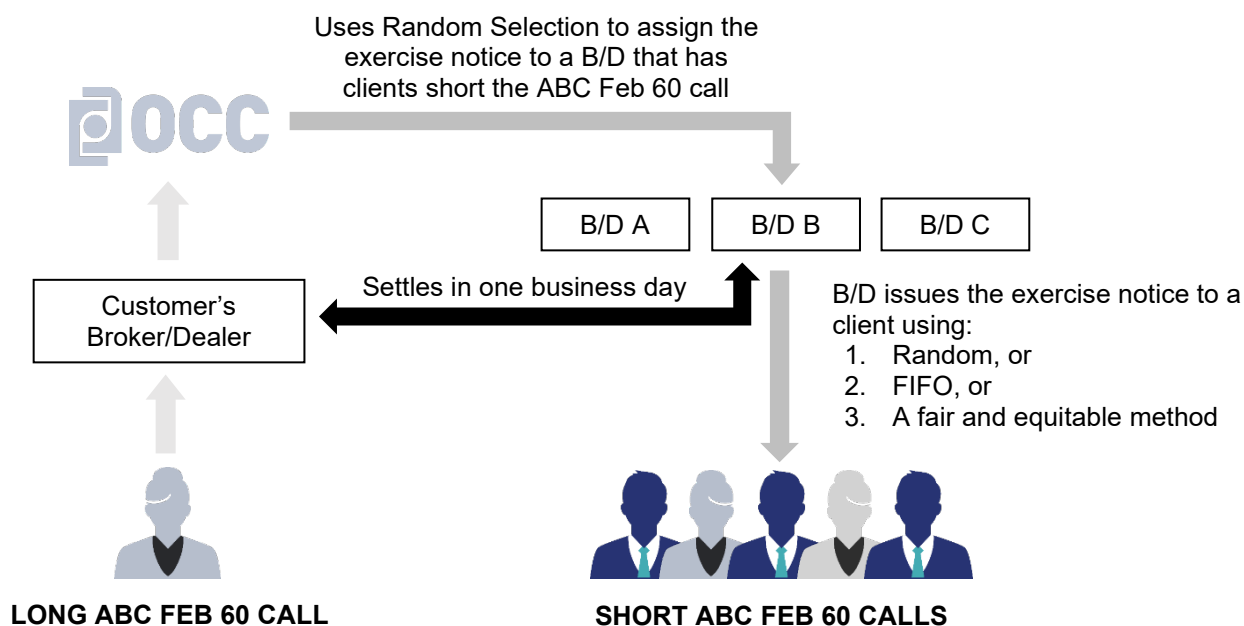 Uses Random Selection to assign the
exercise notice to a B/D that has
clients short the ABC Feb 60 call
occ
B/D A
B/D B
B/D C
Settles in one business day
Customer's
Broker/Dealer
B/D issues the exercise notice to a
client using:
1. Random, or
2. FIFO, or
3. A fair and equitable method
LONG ABC FEB 60 CALL
SHORT ABC FEB 60 CALLS